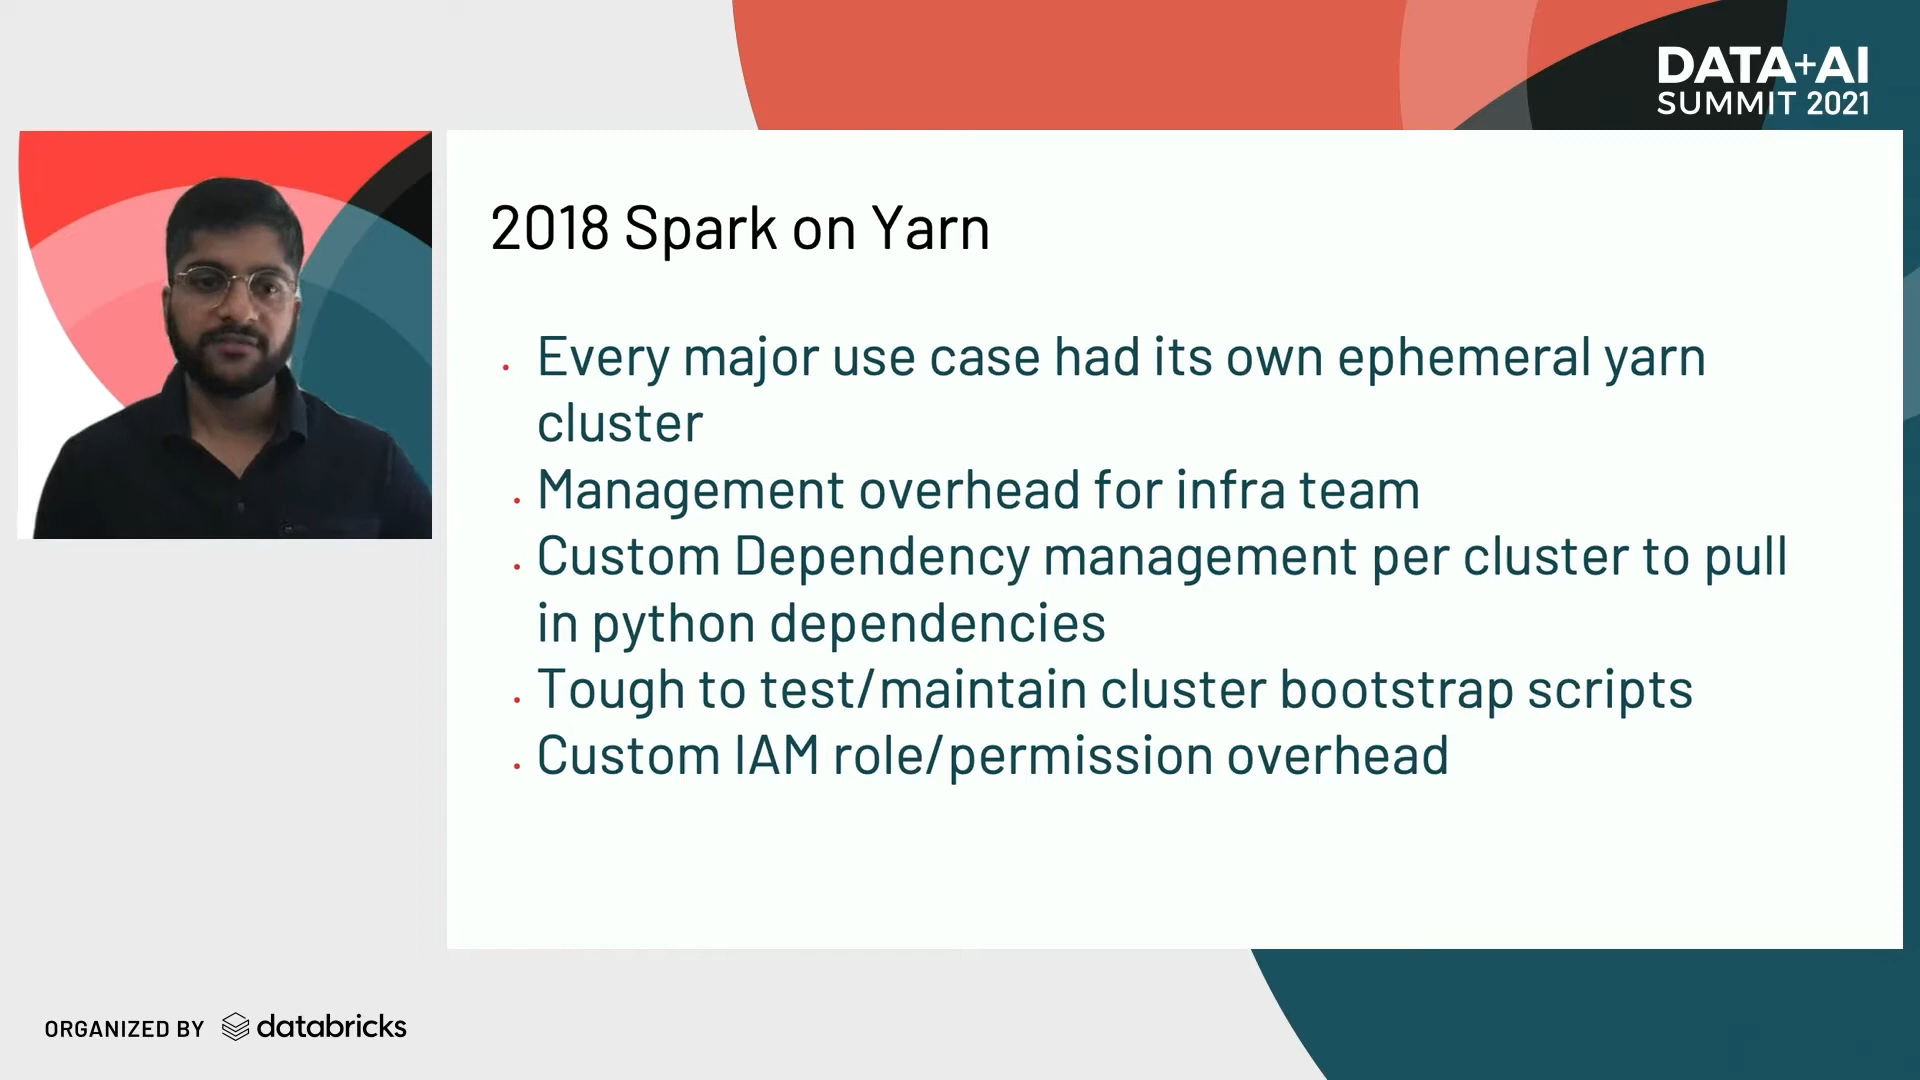 DATA+AI
SUMMIT 2021
2018 Spark on Yarn
Every major use case had its own ephemeral yarn
cluster
Management overhead for infra team
Custom Dependency management per cluster to pull
in python dependencies
Tough to test/maintain cluster bootstrap scripts
Custom IAM role/permission overhead
ORGANIZED BY databricks